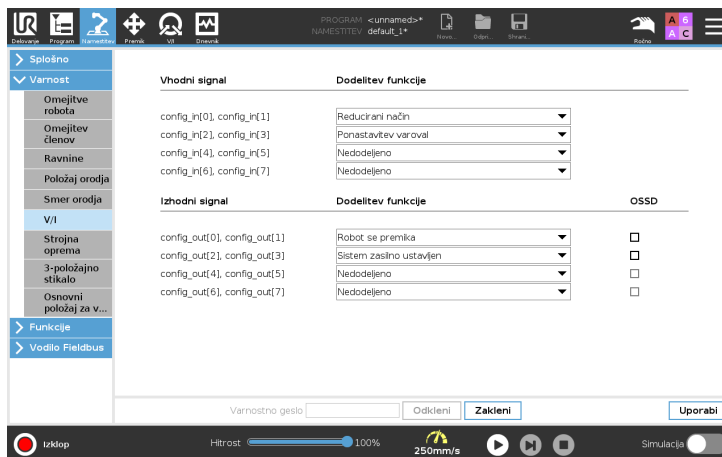 UR
PROGRAM <unnamed>*
NAMESTITEV default_1*
Delovanje Program Namestitev Premik V/I Dnevnik Novo... Odpri... Shrani... Ročno
A 6
A C
Splošno
Varnost
Omejitve
robota
Omejitev
členov
Ravnine
Položaj orodja
Smer orodja
V/I
Strojna
oprema
3-položajno
stikalo
Osnovni
položaj za v...
Funkcije
Vodilo Fieldbus
Vhodni signal Dodelitev funkcije
config_in[0], config_in[1] Reducirani način
config_in[2], config_in[3] Ponastavitev varoval
config_in[4], config_in[5] Nedodeljeno
config_in[6], config_in[7] Nedodeljeno
Izhodni signal Dodelitev funkcije OSSD
config_out[0], config_out[1] Robot se premika
config_out[2], config_out[3] Sistem zasilno ustavljen
config_out[4], config_out[5] Nedodeljeno
config_out[6], config_out[7] Nedodeljeno
Varnostno geslo Odkleni Zakleni Uporabi
Izklop Hitrost 100% 250mm/s Simulacija